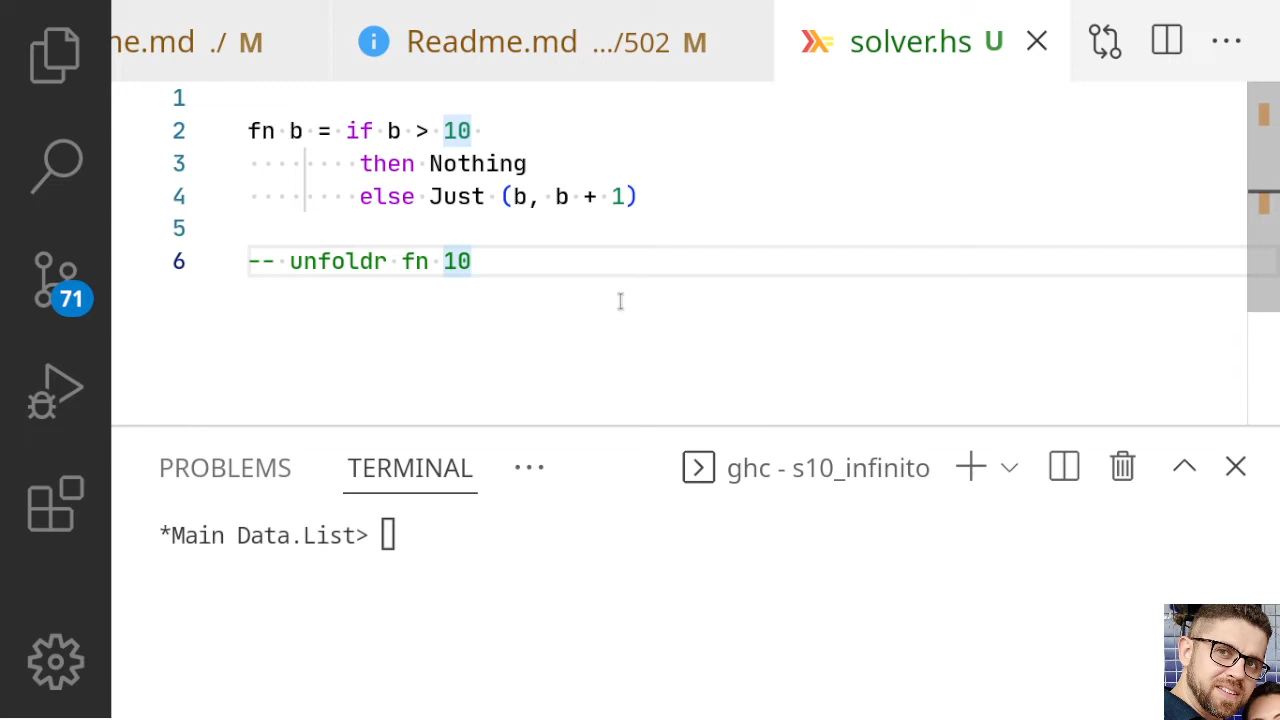 ne.md ./ M
Readme.md .../502 M
solver.hs U
1
2 fn b = if b > 10
3 then Nothing
4 else Just (b, b + 1)
5
6 -- unfoldr fn 10
71
PROBLEMS TERMINAL ghc - s10_infinito
*Main Data.List>